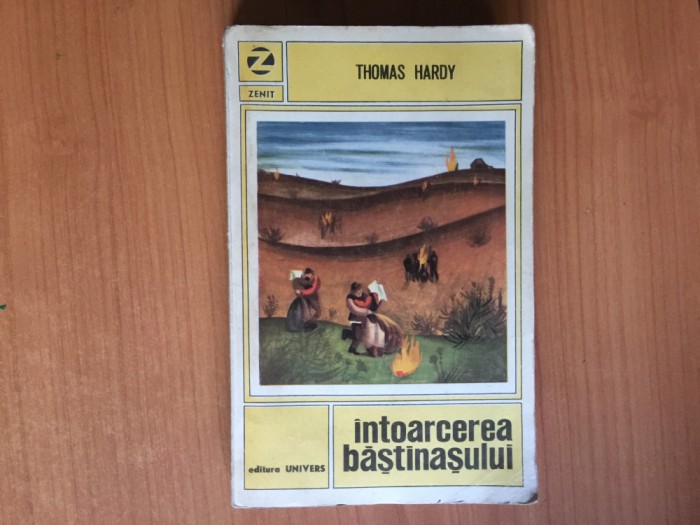 Z
ZENIT
THOMAS HARDY
editura UNIVERS
întoarcerea
băştinaşului